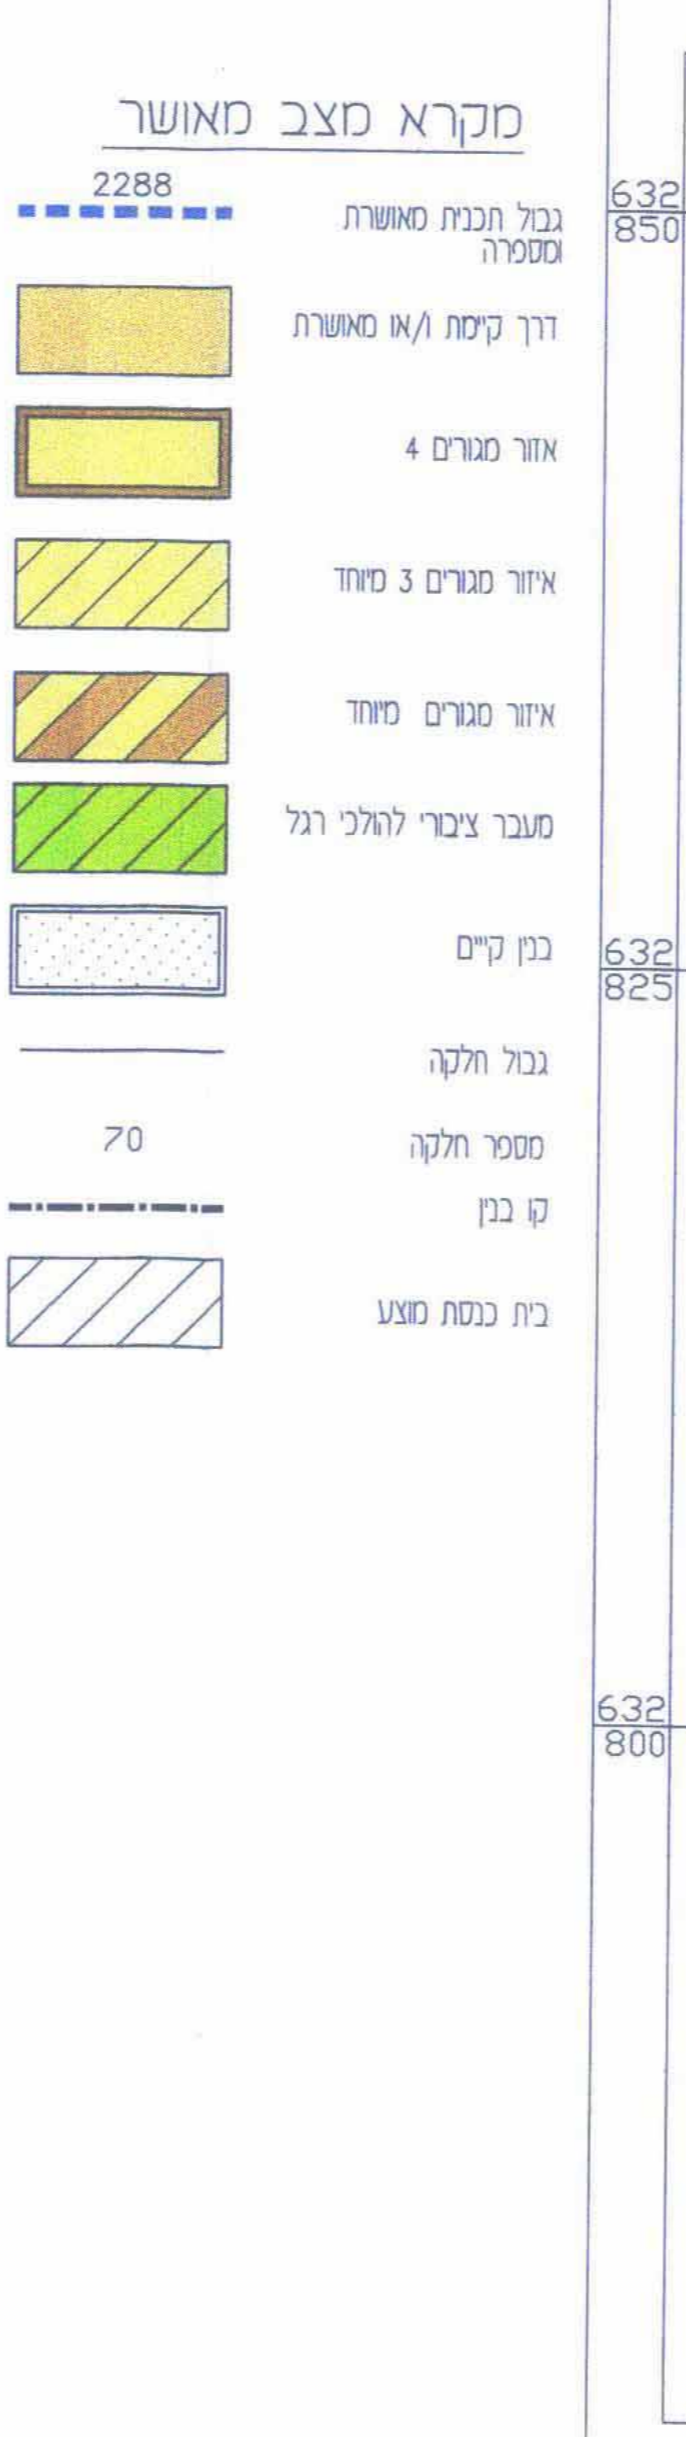 מקרא מצב מאושר
2288
גבול תכנית מאושרת
ומספרה
דרך קיימת ו/או מאושרת
אזור מגורים 4
איזור מגורים 3 מיוחד
איזור מגורים מיוחד
מעבר ציבורי להולכי רגל
בנין קיים
גבול חלקה
מספר חלקה
70
קו בנין
בית כנסת מוצע
632
850
632
825
632
800